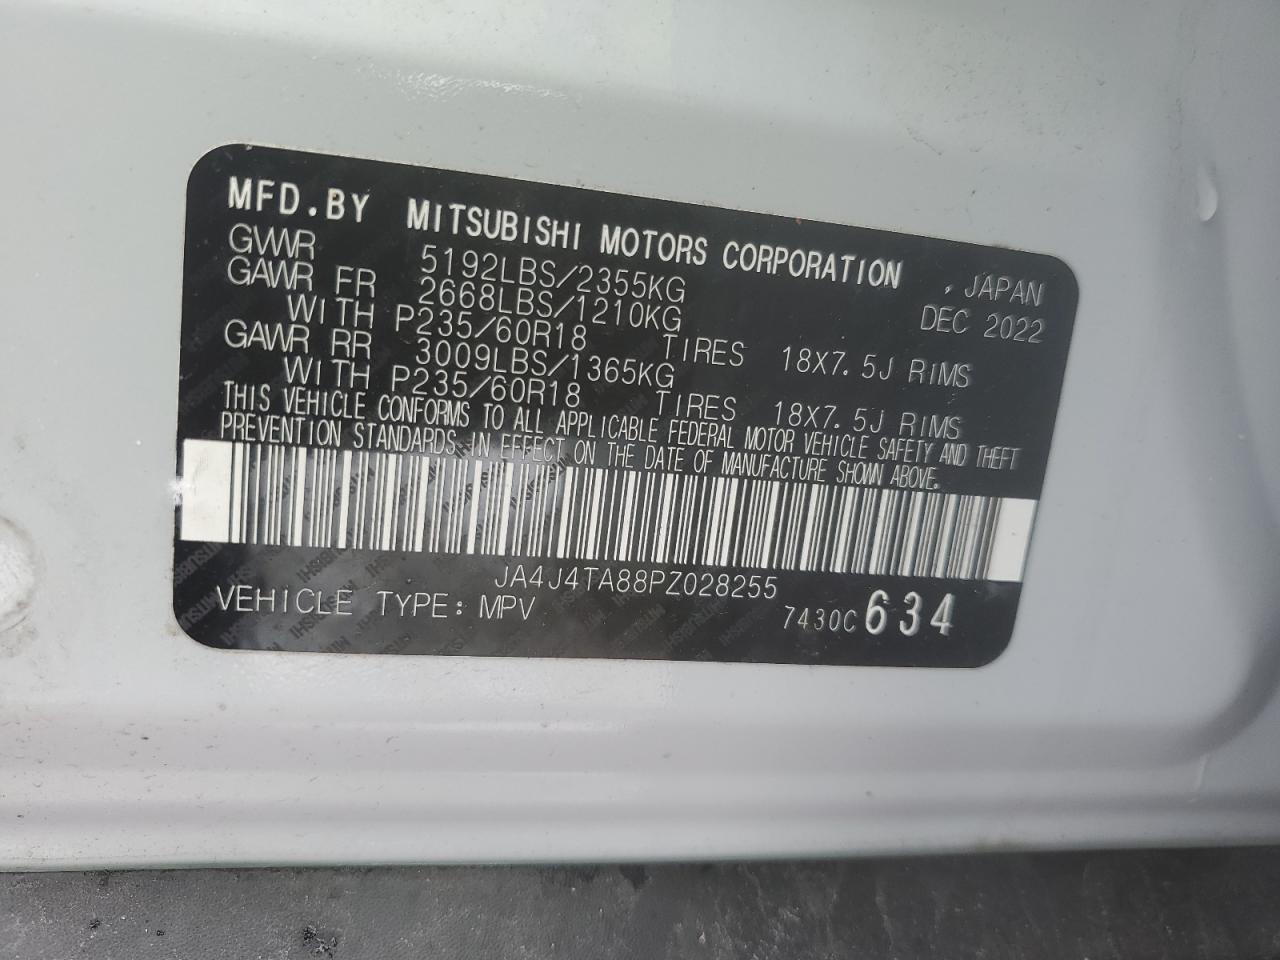 MFD.BY MITSUBISHI MOTORS CORPORATION , JAPAN
GVWR 5192LBS/2355KG DEC 2022
GAWR FR 2668LBS/1210KG
WITH P235/60R18 TIRES 18X7.5J RIMS
GAWR RR 3009LBS/1365KG
WITH P235/60R18 TIRES 18X7.5J RIMS
THIS VEHICLE CONFORMS TO ALL APPLICABLE FEDERAL MOTOR VEHICLE SAFETY AND THEFT
PREVENTION STANDARDS IN EFFECT ON THE DATE OF MANUFACTURE SHOWN ABOVE.
JA4J4TA88PZ028255
VEHICLE TYPE: MPV 7430C 634